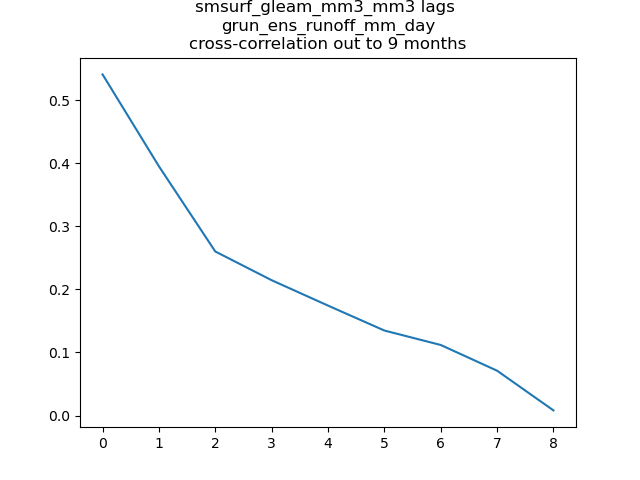 smsurf_gleam_mm3_mm3 lags
grun_ens_runoff_mm_day
cross-correlation out to 9 months
0.5
0.4
0.3
0.2
0.1
0.0
0 1 2 3 4 5 6 7 8